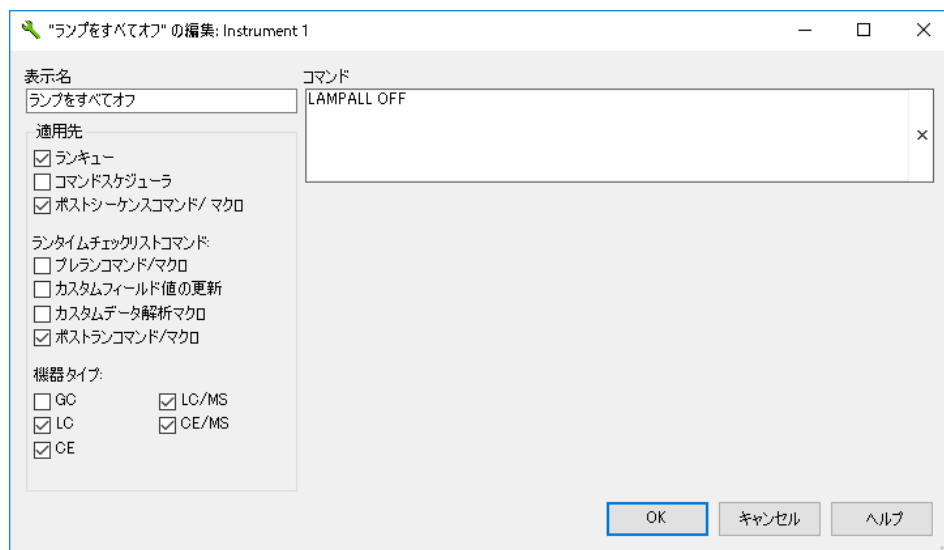 "ランプをすべてオフ" の編集: Instrument 1
表示名
ランプをすべてオフ
コマンド
LAMPALL OFF
適用先
ランキュー
コマンドスケジューラ
ポストシーケンスコマンド/ マクロ
ランタイムチェックリストコマンド:
プレランコマンド/マクロ
カスタムフィールド値の更新
カスタムデータ解析マクロ
ポストランコマンド/マクロ
機器タイプ:
GC LC/MS
LC CE/MS
CE
OK キャンセル ヘルプ